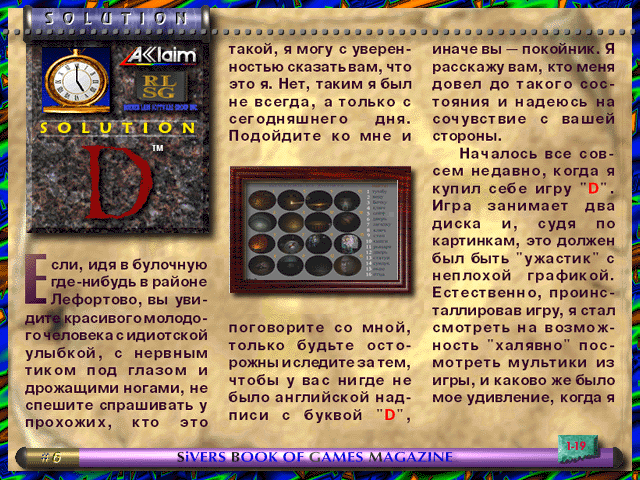 SOLUTION
AKclaim
RLSG
SOLUTION
D™
Если, идя в булочную
где-нибудь в районе
Лефортово, вы уви-
дите красивого молодо-
го человека с идиотской
улыбкой, с нервным
тиком под глазом и
дрожащими ногами, не
спешите спрашивать у
прохожих, кто это
такой, я могу с уверен-
ностью сказать вам, что
это я. Нет, таким я был
не всегда, а только с
сегодняшнего дня.
Подойдите ко мне и
поговорите со мной,
только будьте осто-
рожны и следите за тем,
чтобы у вас нигде не
было английской над-
писи с буквой "D",
иначе вы — покойник. Я
расскажу вам, кто меня
довел до такого сос-
тояния и надеюсь на
сочувствие с вашей
стороны.
Началось все сов-
сем недавно, когда я
купил себе игру "D".
Игра занимает два
диска и, судя по
картинкам, это должен
был быть "ужастик" с
неплохой графикой.
Естественно, проинс-
таллировав игру, я стал
смотреть на возмож-
ность "халявно" пос-
мотреть мультики из
игры, и каково же было
мое удивление, когда я
#6
SiVERS BOOK OF GAMES MAGAZINE
1-19